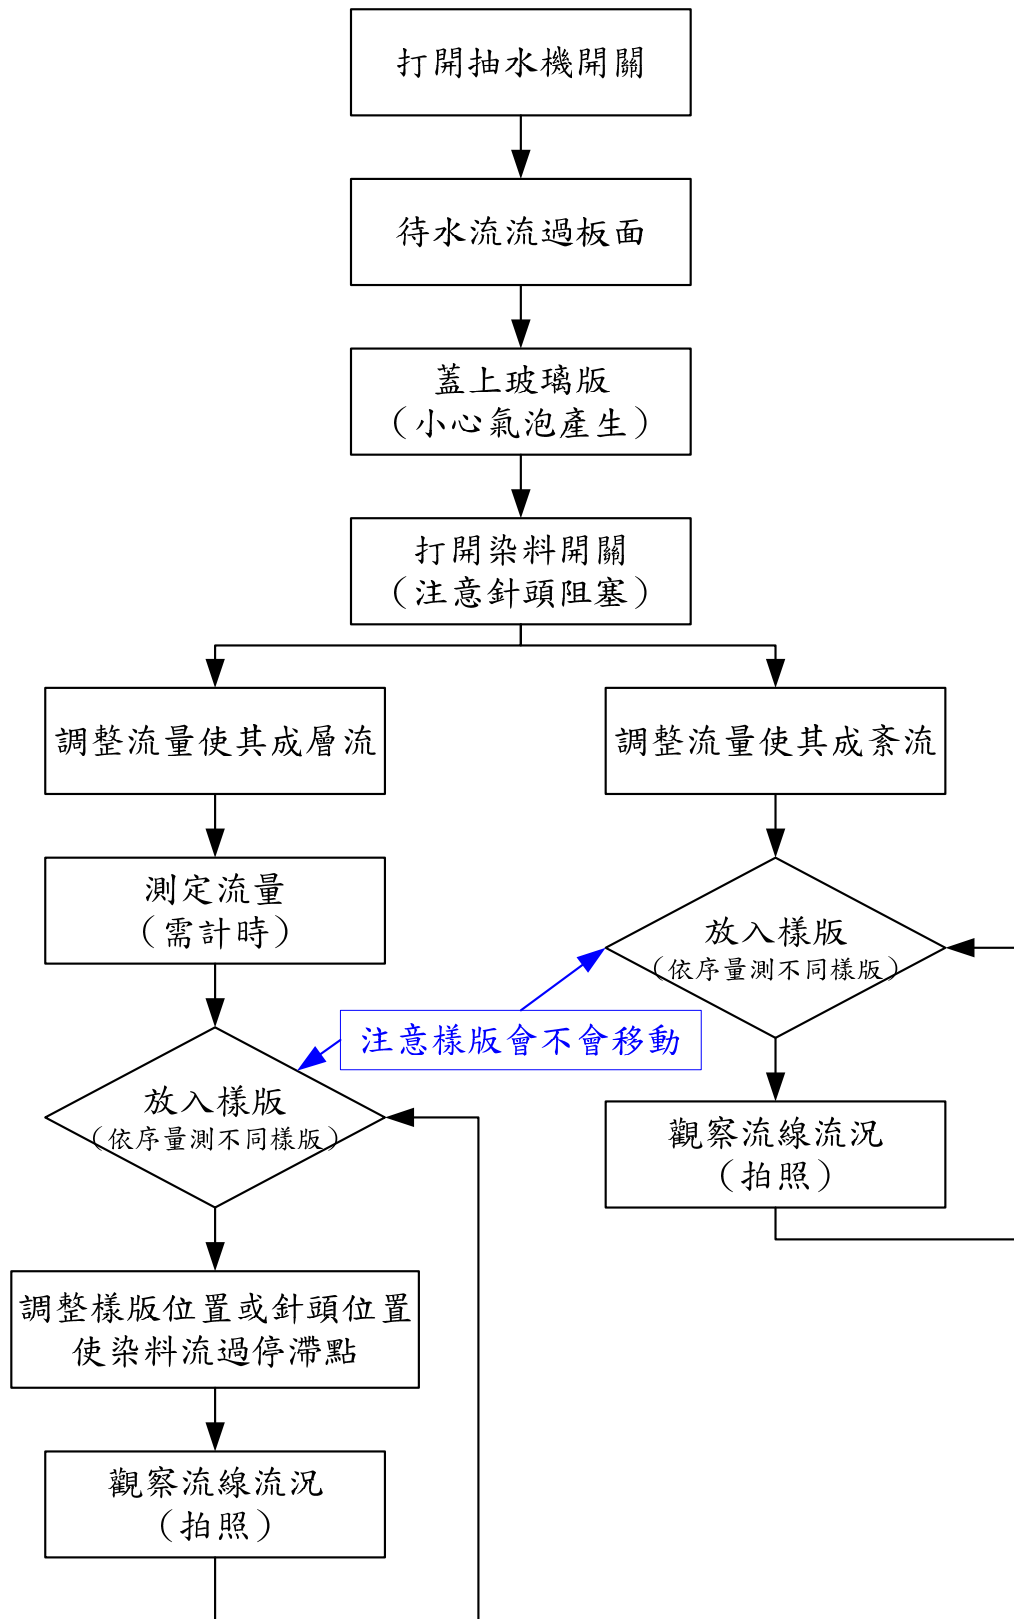 打開抽水機開關
待水流流過板面
蓋上玻璃版
（小心氣泡產生）
打開染料開關
（注意針頭阻塞）
調整流量使其成層流
調整流量使其成紊流
測定流量
（需計時）
放入樣版
（依序量測不同樣版）
注意樣版會不會移動
放入樣版
（依序量測不同樣版）
觀察流線流況
（拍照）
調整樣版位置或針頭位置
使染料流過停滯點
觀察流線流況
（拍照）